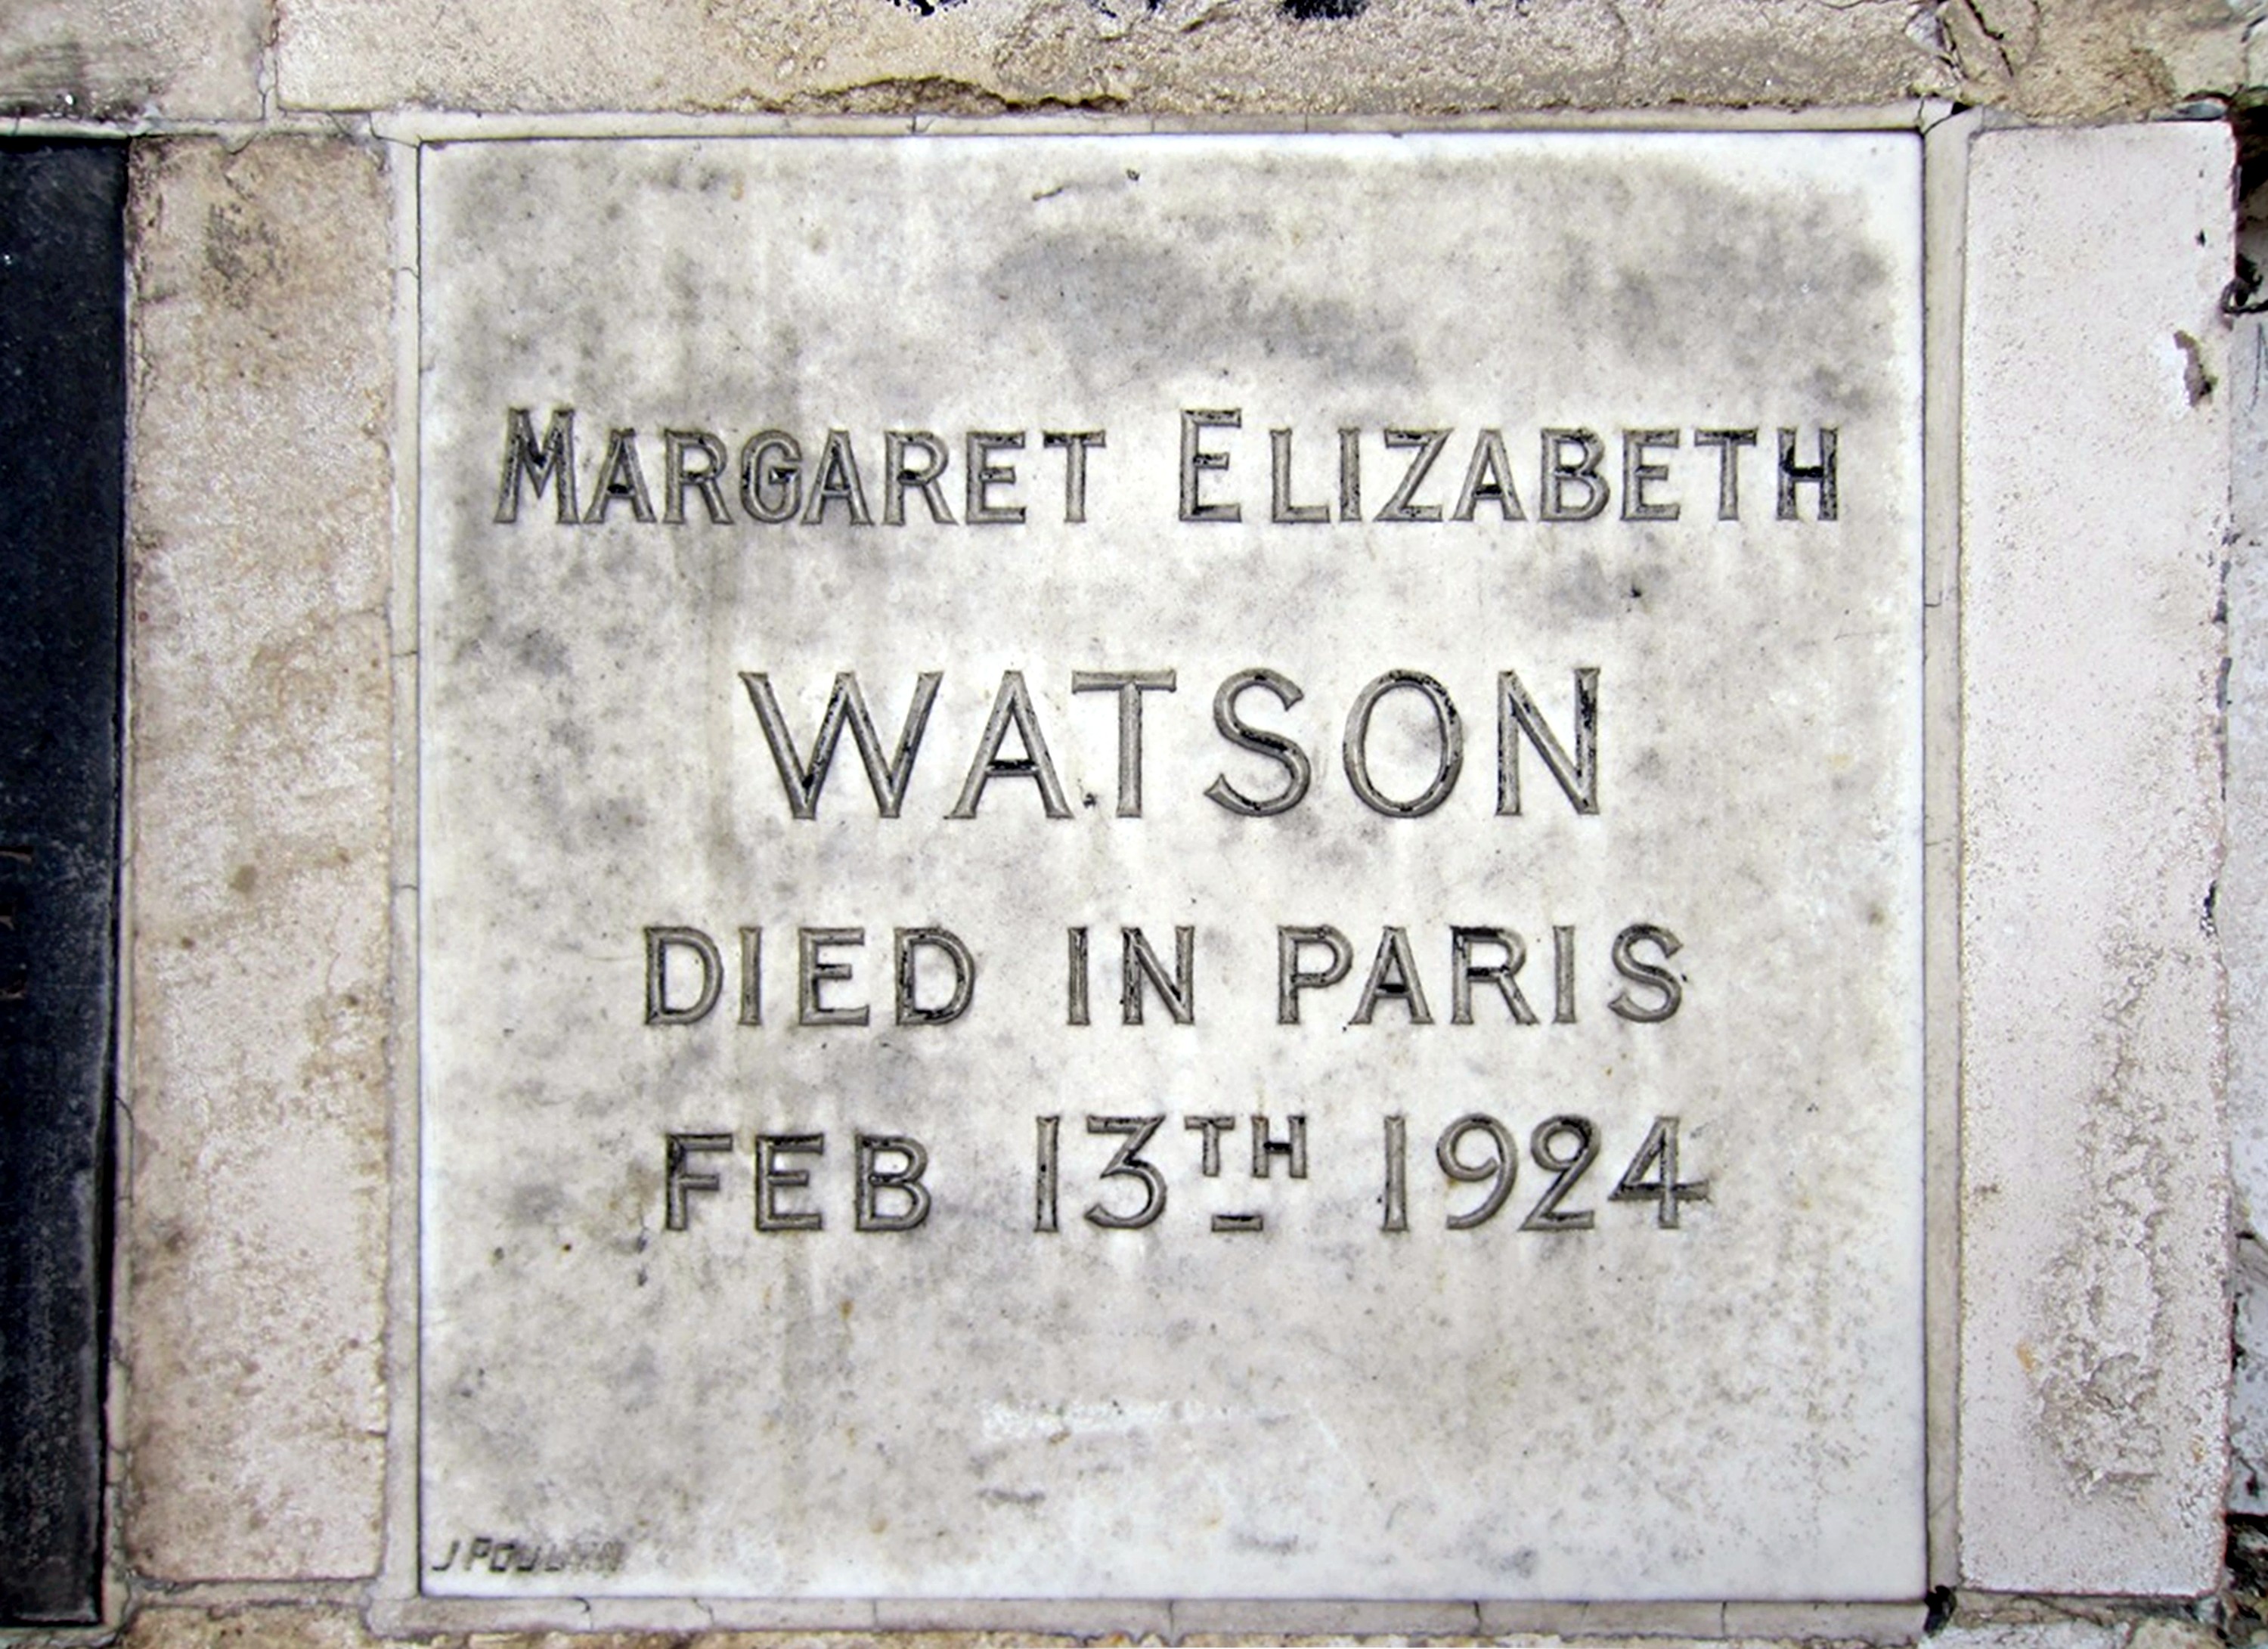 MARGARET ELIZABETH
WATSON
DIED IN PARIS
FEB 13TH 1924